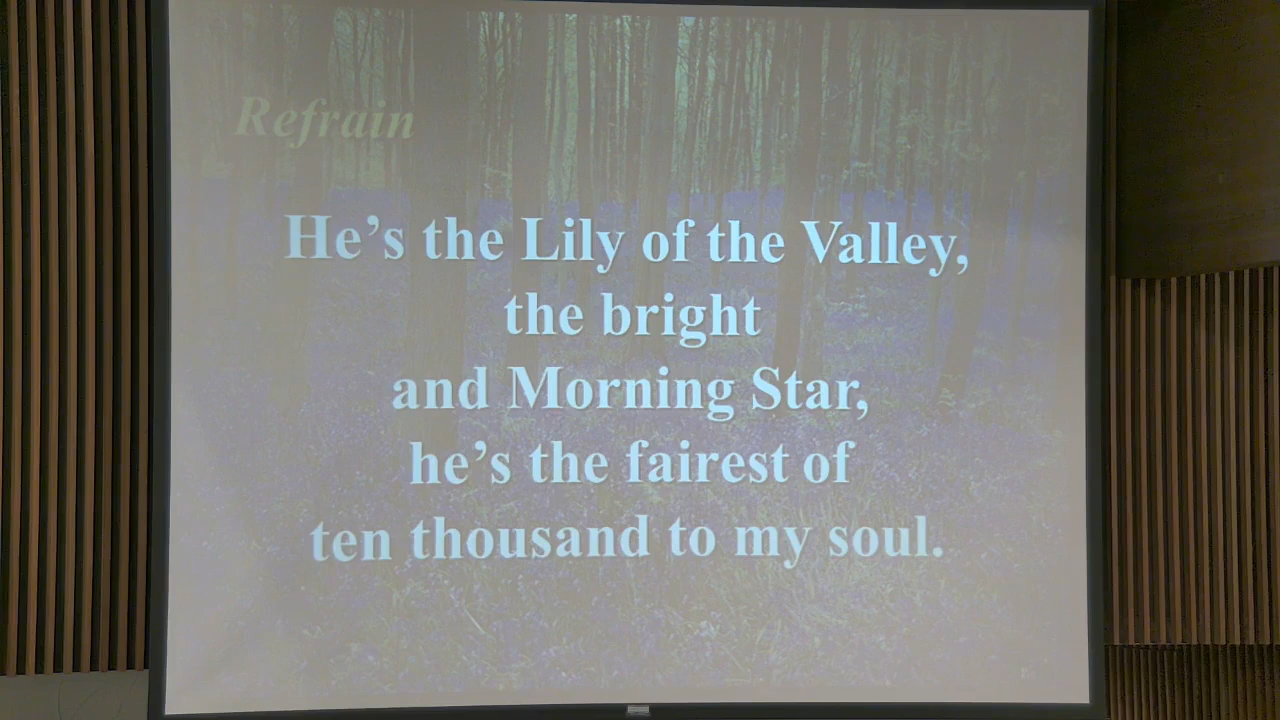 Refrain
He's the Lily of the Valley,
the bright
and Morning Star,
he's the fairest of
ten thousand to my soul.